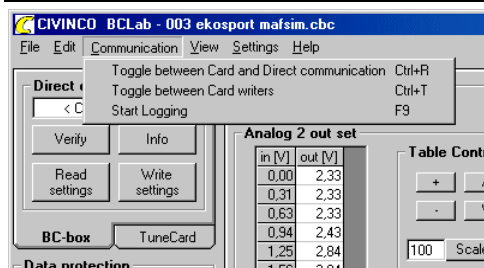 CIVINCO BCLab - 003 ekosport mafsim.cbc
File Edit Communication View Settings Help
Toggle between Card and Direct communication Ctrl+R
Toggle between Card writers Ctrl+T
Start Logging F9
Direct
< C
Verify Info
Read settings Write settings
BC-box TuneCard
Data protection
Analog 2 out set
in [V] out [V]
0,00 2,33
0,31 2,33
0,63 2,33
0,94 2,43
1,25 2,84
Table Cont
+
-
100 Scale